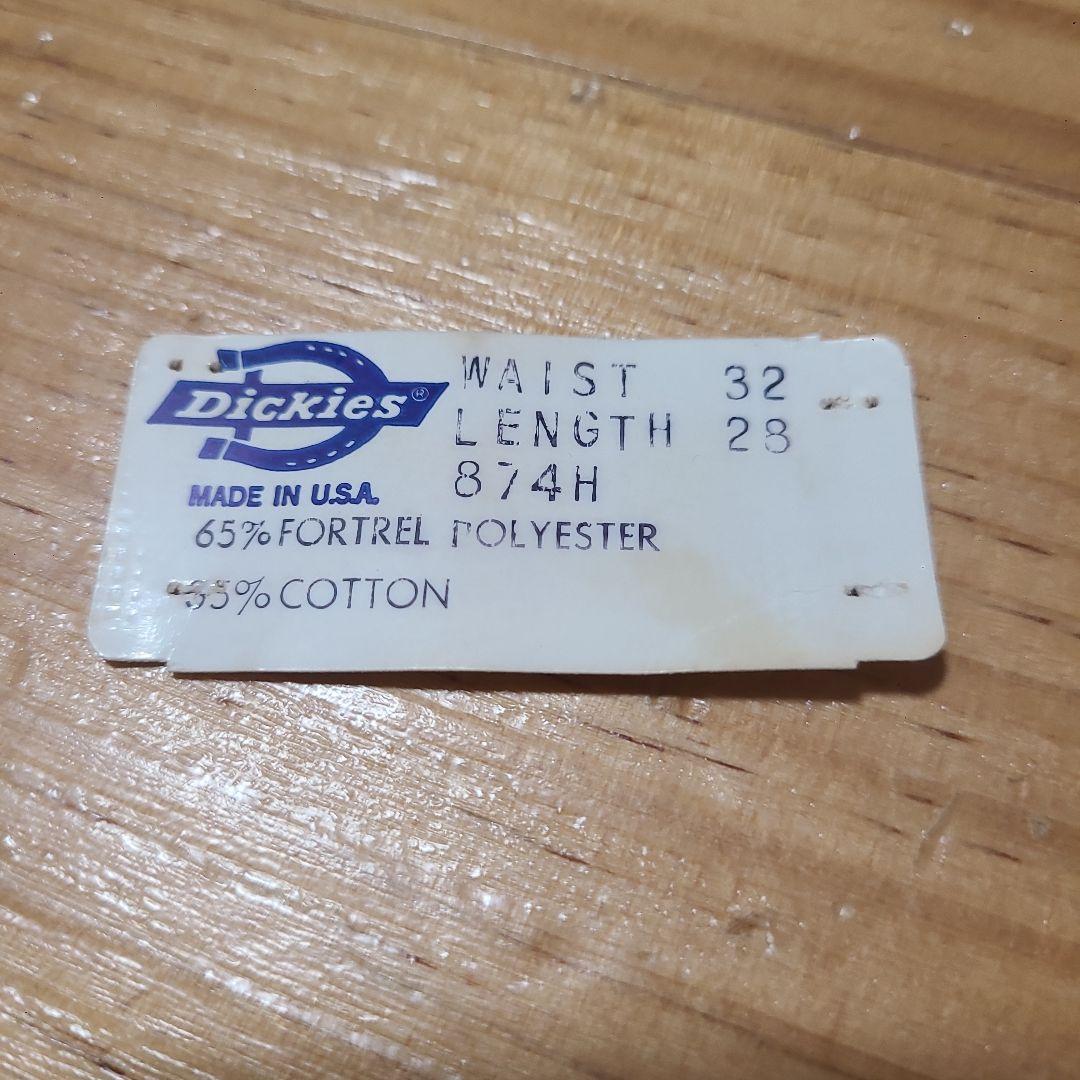 Dickies®
MADE IN U.S.A.
WAIST 32
LENGTH 28
874H
65% FORTREL POLYESTER
35% COTTON